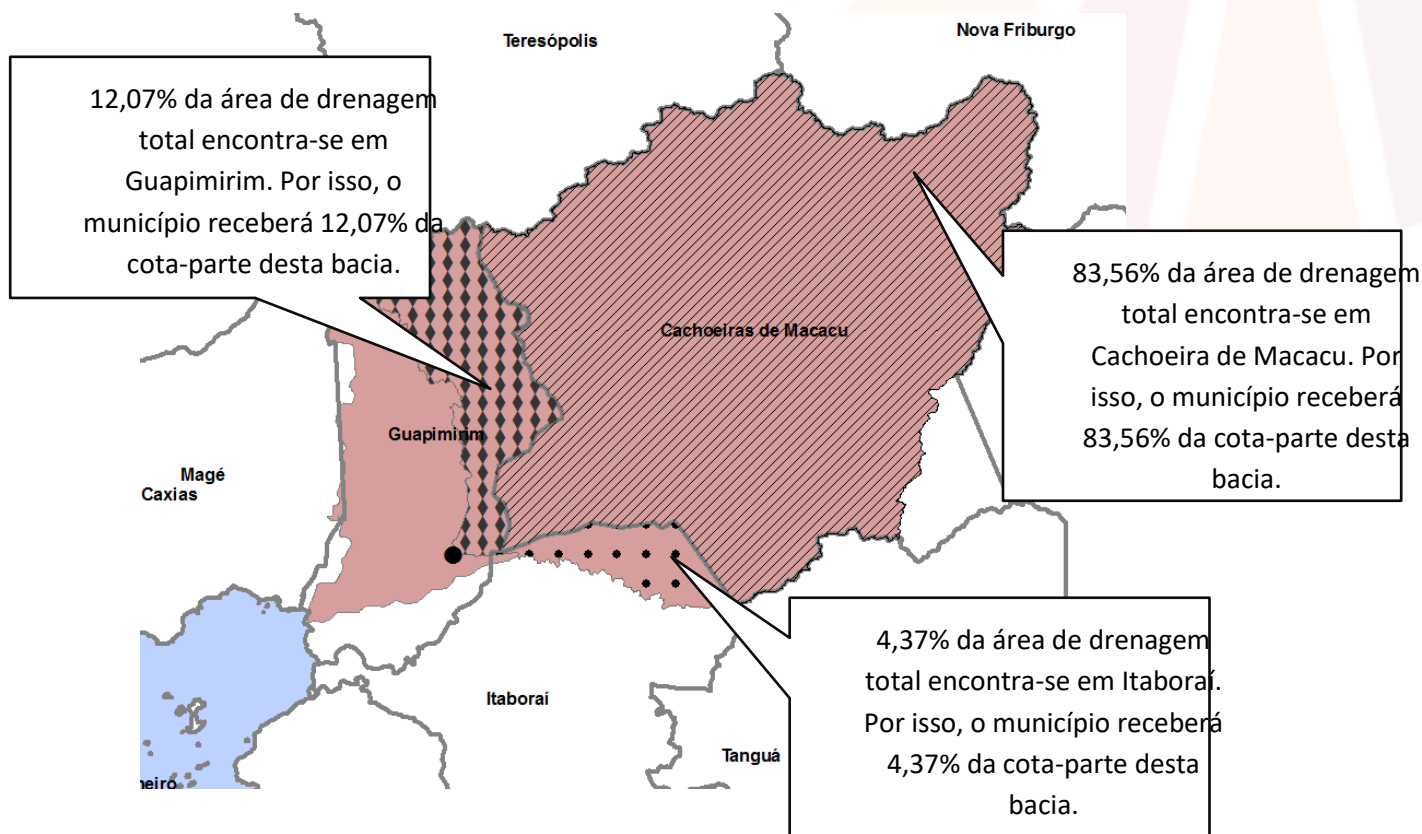 Teresópolis
Nova Friburgo
12,07% da área de drenagem
total encontra-se em
Guapimirim. Por isso, o
município receberá 12,07% da
cota-parte desta bacia.
83,56% da área de drenagem
total encontra-se em
Cachoeira de Macacu. Por
isso, o município receberá
83,56% da cota-parte desta
bacia.
Cachoeiras de Macacu
Guapimirim
Magé
Caxias
4,37% da área de drenagem
total encontra-se em Itaboraí.
Por isso, o município receberá
4,37% da cota-parte desta
bacia.
Itaboraí
Tanguá
neiro